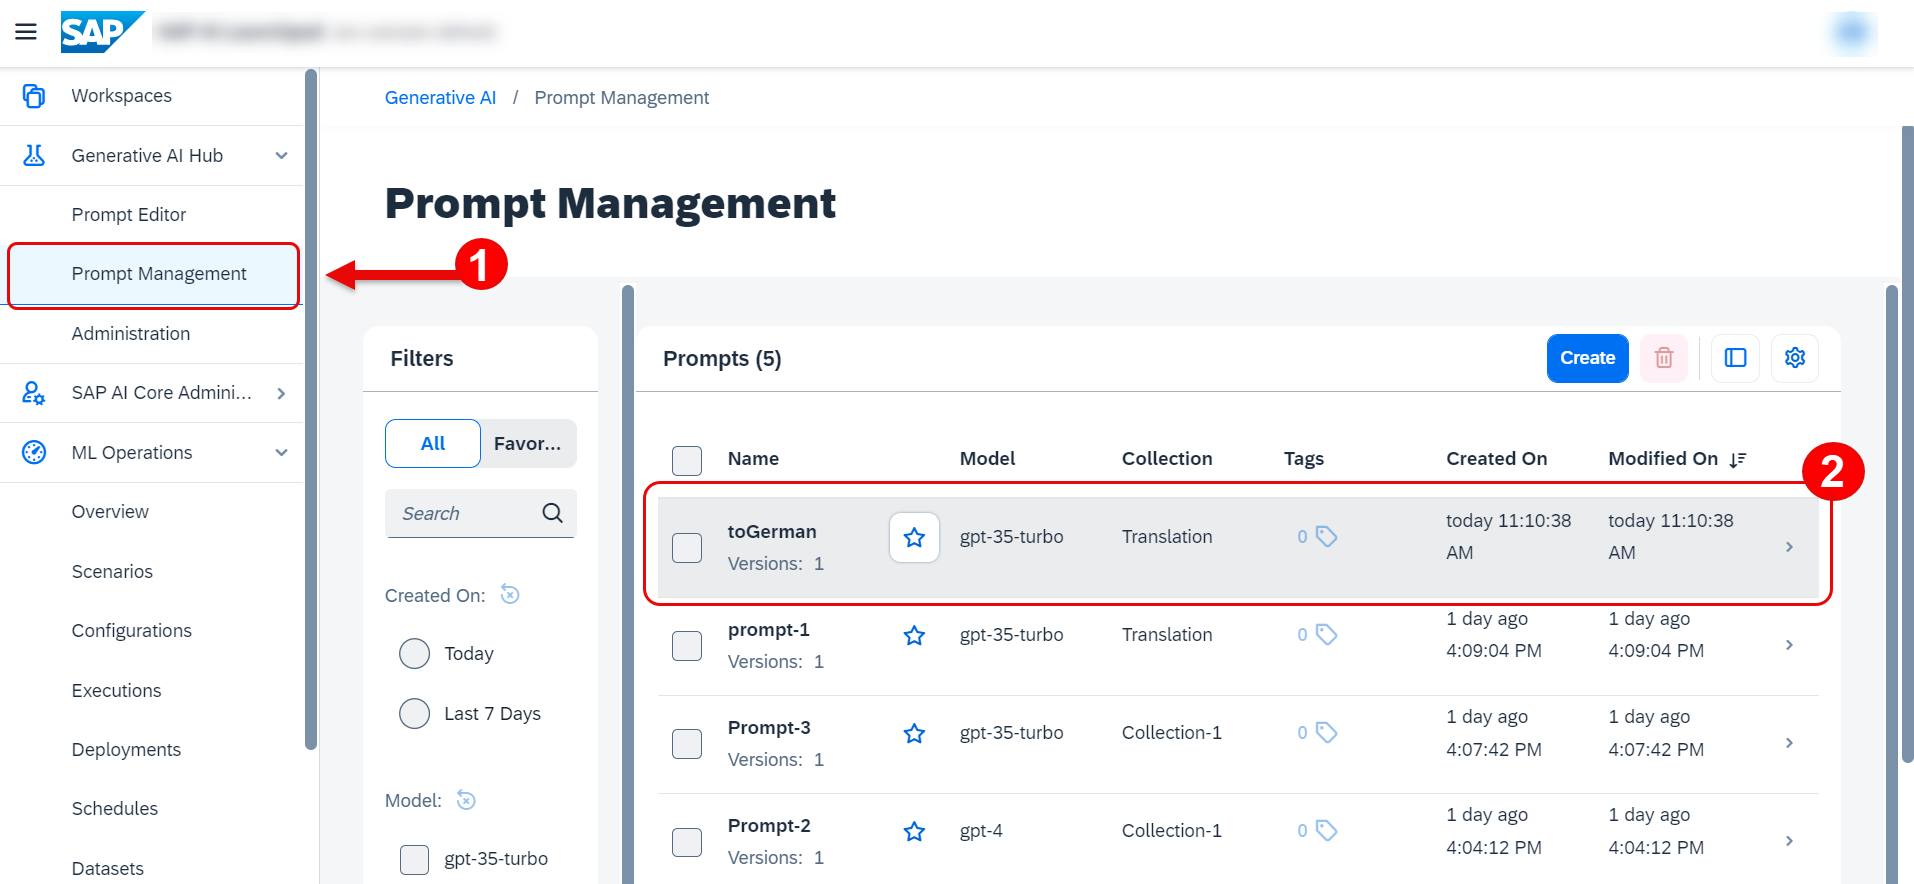 SAP
Generative AI / Prompt Management
Workspaces
Generative AI Hub
Prompt Editor
Prompt Management
Administration
SAP AI Core Admini...
ML Operations
Overview
Scenarios
Configurations
Executions
Deployments
Schedules
Datasets
Prompt Management
1
Filters
All Favor...
Search
Created On:
Today
Last 7 Days
Model:
gpt-35-turbo
Prompts (5)
Create
Name Model Collection Tags Created On Modified On
2
toGerman gpt-35-turbo Translation 0 today 11:10:38 AM today 11:10:38 AM
Versions: 1
prompt-1 gpt-35-turbo Translation 0 1 day ago 4:09:04 PM 1 day ago 4:09:04 PM
Versions: 1
Prompt-3 gpt-35-turbo Collection-1 0 1 day ago 4:07:42 PM 1 day ago 4:07:42 PM
Versions: 1
Prompt-2 gpt-4 Collection-1 0 1 day ago 4:04:12 PM 1 day ago 4:04:12 PM
Versions: 1